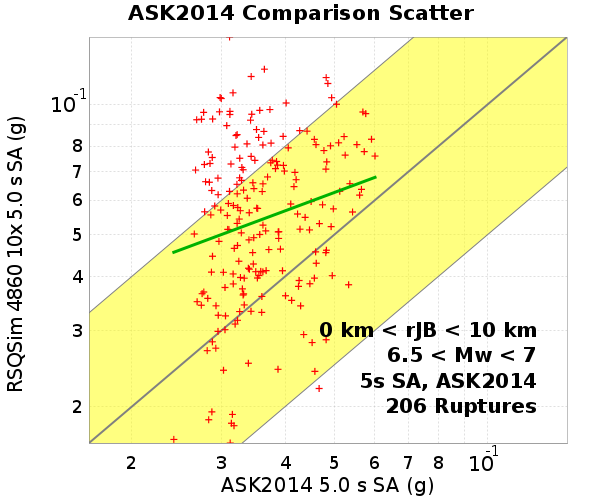 ASK2014 Comparison Scatter
RSQSim 4860 10x 5.0 s SA (g)
10-1
8
7
6
5
4
3
2
0 km < rJB < 10 km
6.5 < Mw < 7
5s SA, ASK2014
206 Ruptures
2 3 4 5 6 7 8 10-1
ASK2014 5.0 s SA (g)